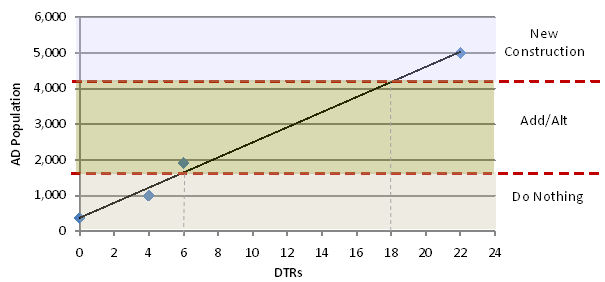 6,000
5,000
4,000
3,000
2,000
1,000
0
AD Population
0 2 4 6 8 10 12 14 16 18 20 22 24
DTRs
New
Construction
Add/Alt
Do Nothing